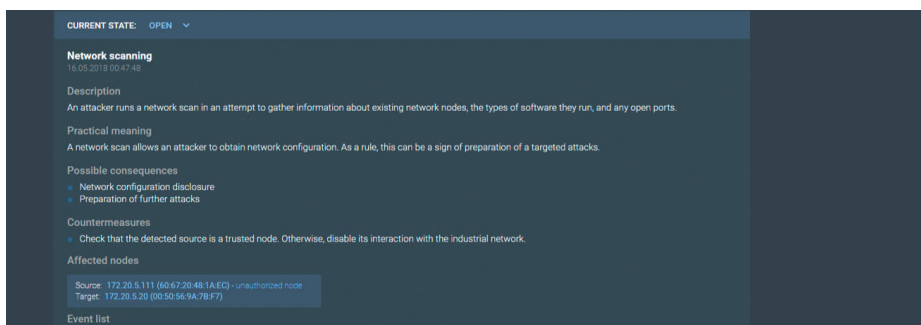 CURRENT STATE: OPEN
Network scanning
16.05.2018 00:47:48
Description
An attacker runs a network scan in an attempt to gather information about existing network nodes, the types of software they run, and any open ports.
Practical meaning
A network scan allows an attacker to obtain network configuration. As a rule, this can be a sign of preparation of a targeted attacks.
Possible consequences
Network configuration disclosure
Preparation of further attacks
Countermeasures
Check that the detected source is a trusted node. Otherwise, disable its interaction with the industrial network.
Affected nodes
Source: 172.20.5.111 (60:67:20:48:1A:EC) - unauthorized node
Target: 172.20.5.20 (00:50:56:9A:7B:F7)
Event list